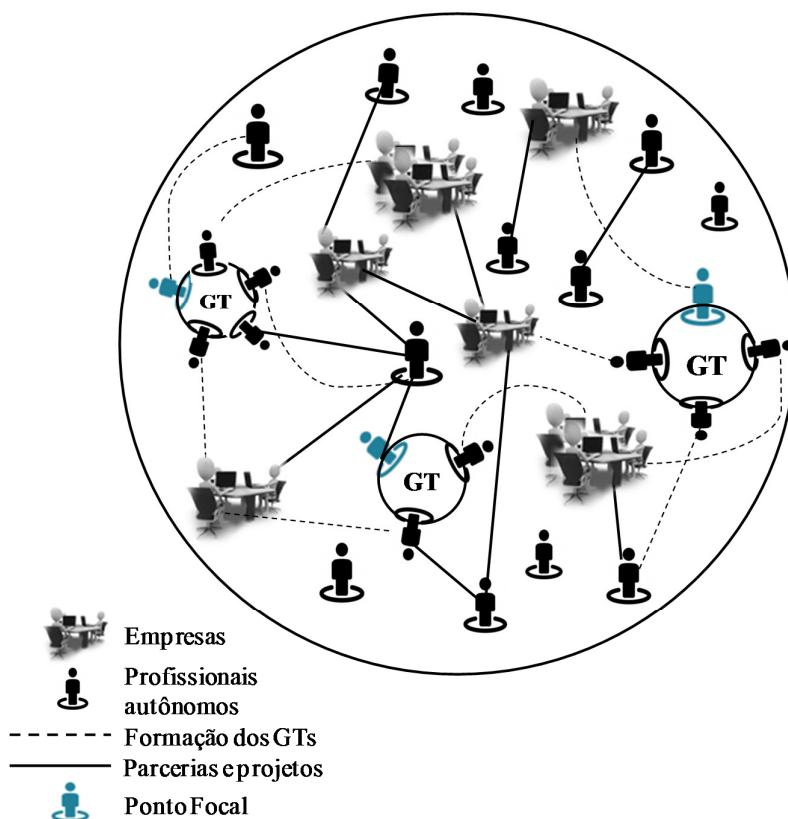 GT
GT
GT
Empresas
Profissionais
autônomos
Formação dos GTs
Parcerias e projetos
Ponto Focal